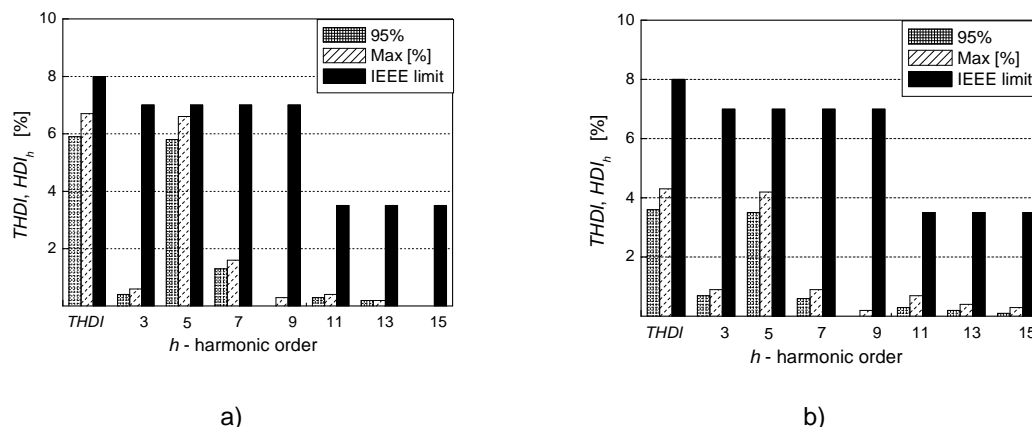 10
8
6
4
2
THDI, HDIh [%]
95%
Max [%]
IEEE limit
THDI 3 5 7 9 11 13 15
h - harmonic order
a)
10
8
6
4
2
THDI, HDIh [%]
95%
Max [%]
IEEE limit
THDI 3 5 7 9 11 13 15
h - harmonic order
b)